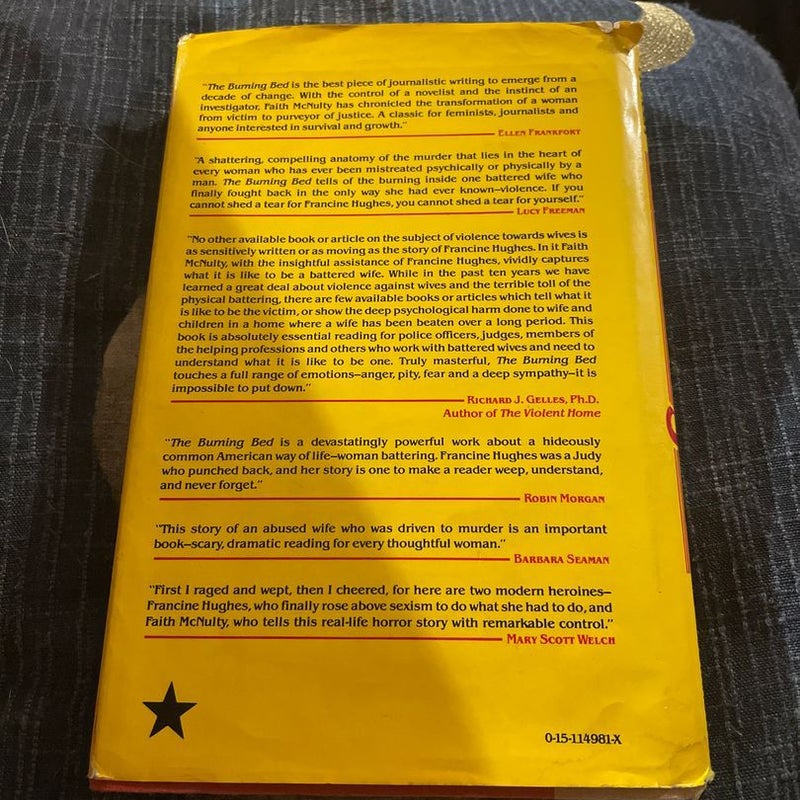 "The Burning Bed is the best piece of journalistic writing to emerge from a
decade of change. With the control of a novelist and the instinct of an
investigator, Faith McNulty has chronicled the transformation of a woman
from victim to purveyor of justice. A classic for feminists, journalists and
anyone interested in survival and growth."
ELLEN FRANKFORT
"A shattering, compelling anatomy of the murder that lies in the heart of
every woman who has ever been mistreated psychically or physically by a
man. The Burning Bed tells of the burning inside one battered wife who
finally fought back in the only way she had ever known—violence. If you
cannot shed a tear for Francine Hughes, you cannot shed a tear for yourself."
LUCY FREEMAN
"No other available book or article on the subject of violence towards wives is
as sensitively written or as moving as the story of Francine Hughes. In it Faith
McNulty, with the insightful assistance of Francine Hughes, vividly captures
what it is like to be a battered wife. While in the past ten years we have
learned a great deal about violence against wives and the terrible toll of the
physical battering, there are few available books or articles which tell what it
is like to be the victim, or show the deep psychological harm done to wife and
children in a home where a wife has been beaten over a long period. This
book is absolutely essential reading for police officers, judges, members of
the helping professions and others who work with battered wives and need to
understand what it is like to be one. Truly masterful, The Burning Bed
touches a full range of emotions—anger, pity, fear and a deep sympathy—it is
impossible to put down."
RICHARD J. GELLES, PH.D.
Author of The Violent Home
"The Burning Bed is a devastatingly powerful work about a hideously
common American way of life—woman battering. Francine Hughes was a Judy
who punched back, and her story is one to make a reader weep, understand,
and never forget."
ROBIN MORGAN
"This story of an abused wife who was driven to murder is an important
book—scary, dramatic reading for every thoughtful woman."
BARBARA SEAMAN
"First I raged and wept, then I cheered, for here are two modern heroines—
Francine Hughes, who finally rose above sexism to do what she had to do, and
Faith McNulty, who tells this real-life horror story with remarkable control."
MARY SCOTT WELCH
0-15-114981-X